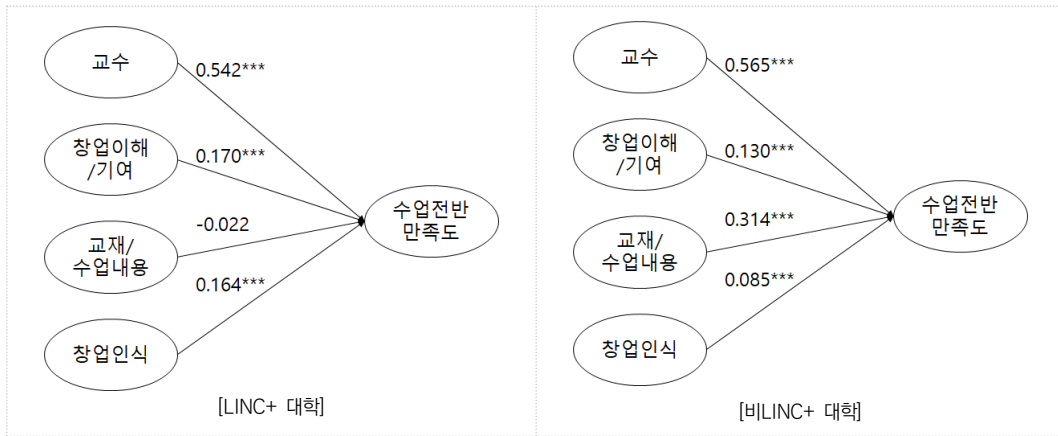 교수
0.542***
창업이해
/기여
0.170***
교재/
수업내용
-0.022
창업인식
0.164***
수업전반
만족도
[LINC+ 대학]
교수
0.565***
창업이해
/기여
0.130***
교재/
수업내용
0.314***
창업인식
0.085***
수업전반
만족도
[비LINC+ 대학]